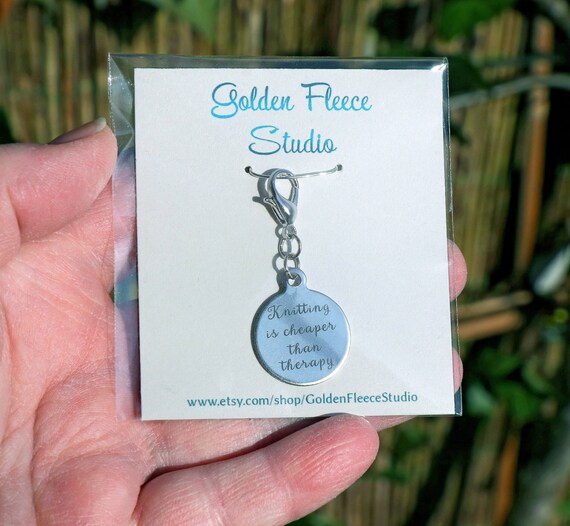 Golden Fleece
Studio
Knitting
is cheaper
than
therapy
www.etsy.com/shop/GoldenFleeceStudio